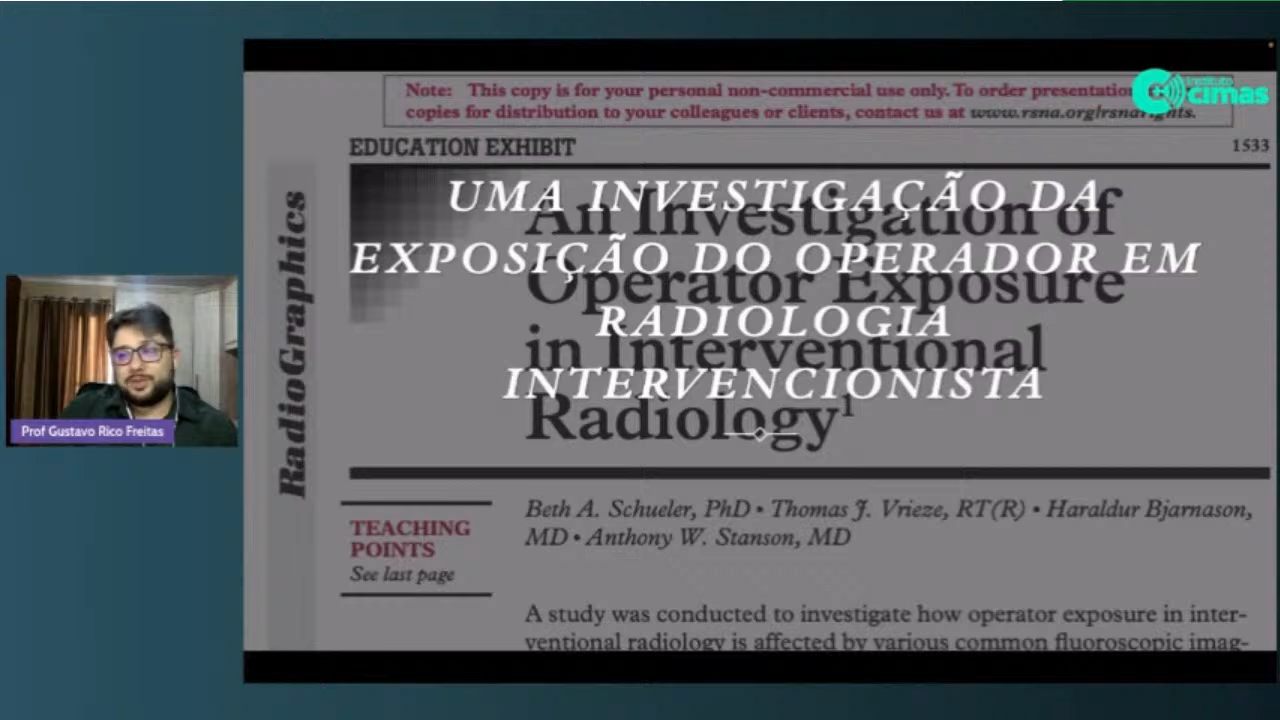 Instituto
cimas
Note: This copy is for your personal non-commercial use only. To order presentation
copies for distribution to your colleagues or clients, contact us at www.rsna.org/rsnarights.
EDUCATION EXHIBIT
1533
RadioGraphics
An Investigation of
Operator Exposure
in Interventional
Radiology¹
UMA INVESTIGAÇÃO DA
EXPOSIÇÃO DO OPERADOR EM
RADIOLOGIA
INTERVENCIONISTA
Prof Gustavo Rico Freitas
TEACHING
POINTS
See last page
Beth A. Schueler, PhD • Thomas J. Vrieze, RT(R) • Haraldur Bjarnason,
MD • Anthony W. Stanson, MD
A study was conducted to investigate how operator exposure in inter-
ventional radiology is affected by various common fluoroscopic imag-